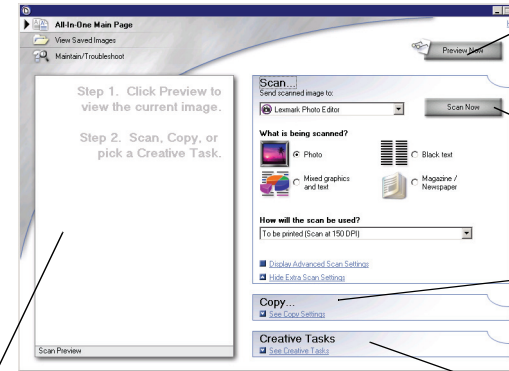 All-In-One Main Page
View Saved Images
Maintain/Troubleshoot
Preview Now
Step 1. Click Preview to
view the current image.
Step 2. Scan, Copy, or
pick a Creative Task.
Scan Preview
Scan...
Send scanned image to:
Lexmark Photo Editor
Scan Now
What is being scanned?
Photo
Black text
Mixed graphics
and text
Magazine /
Newspaper
How will the scan be used?
To be printed (Scan at 150 DPI)
Display Advanced Scan Settings
Hide Extra Scan Settings
Copy...
See Copy Settings
Creative Tasks
See Creative Tasks